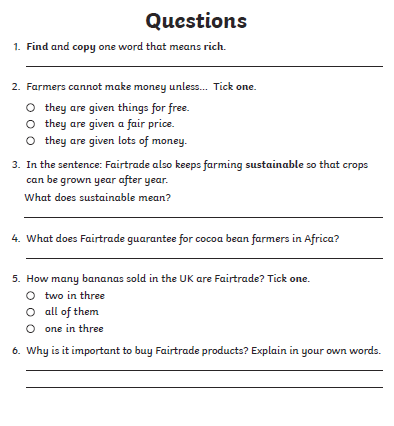 Questions
1. Find and copy one word that means rich.
2. Farmers cannot make money unless... Tick one.
they are given things for free.
they are given a fair price.
they are given lots of money.
3. In the sentence: Fairtrade also keeps farming sustainable so that crops
can be grown year after year.
What does sustainable mean?
4. What does Fairtrade guarantee for cocoa bean farmers in Africa?
5. How many bananas sold in the UK are Fairtrade? Tick one.
two in three
all of them
one in three
6. Why is it important to buy Fairtrade products? Explain in your own words.